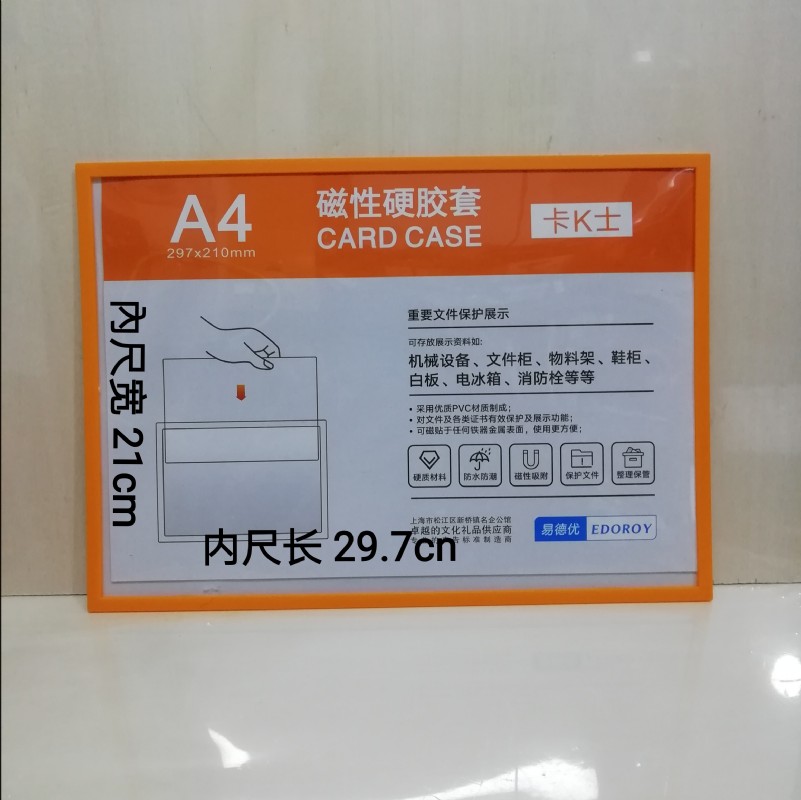 A4
297x210mm
磁性硬胶套
CARD CASE
卡K士
内尺宽 21cm
重要文件保护展示
可存放展示资料如:
机械设备、文件柜、物料架、鞋柜、
白板、电冰箱、消防栓等等
• 采用优质PVC材质制成;
• 对文件及各类证书有效保护及展示功能;
• 可磁贴于任何铁器金属表面,使用更方便;
硬质材料
防水防潮
磁性吸附
保护文件
整理保管
上海市松江区新桥镇名企公馆
卓越的文化礼品供应商
告标准制造商
易德优 EDOROY
内尺长 29.7cn